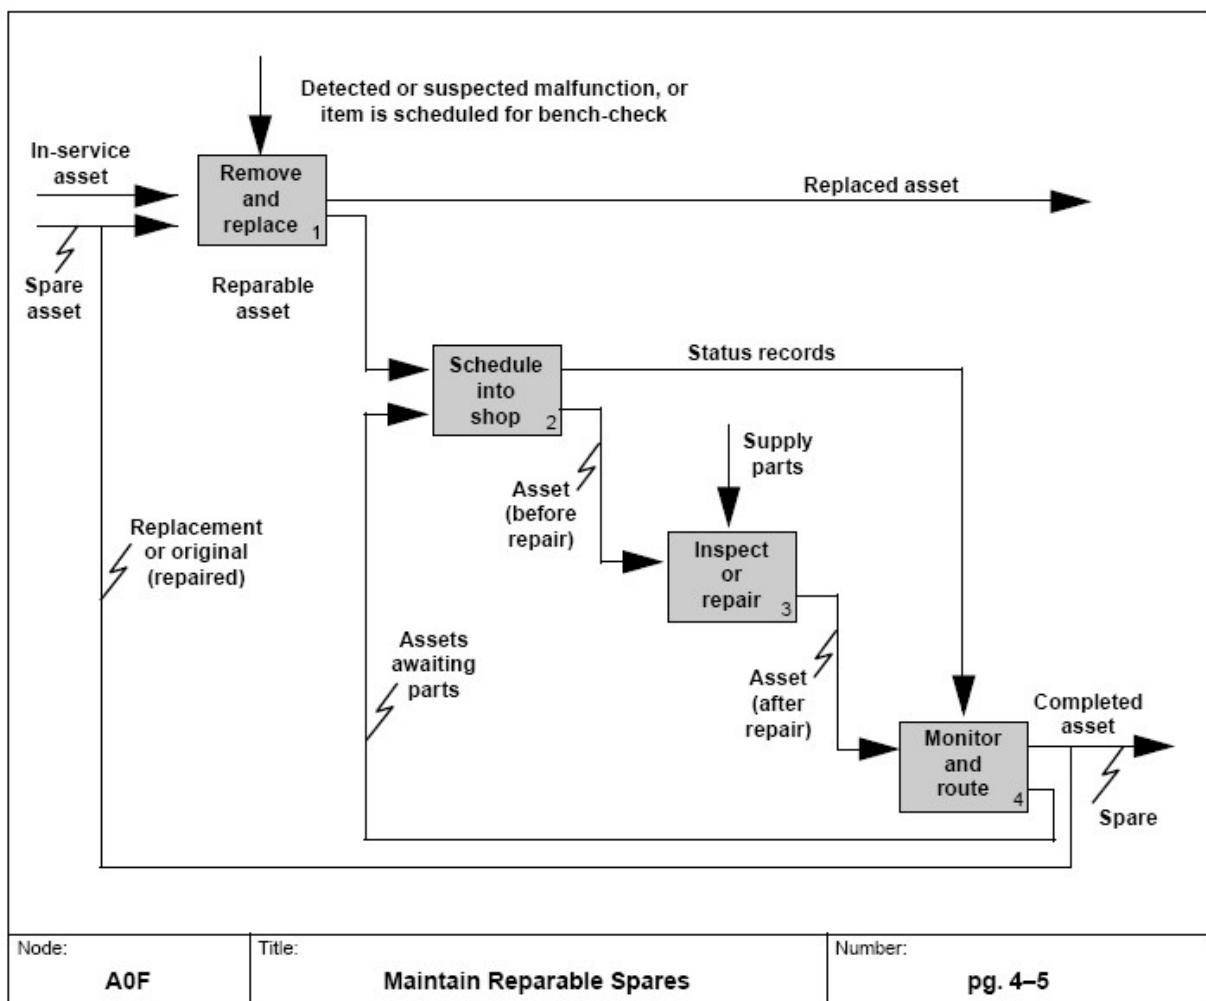 Detected or suspected malfunction, or
item is scheduled for bench-check
In-service
asset
Remove
and
replace
1
Replaced asset
Spare
asset
Reparable
asset
Schedule
into
shop
2
Status records
Supply
parts
Asset
(before
repair)
Replacement
or original
(repaired)
Inspect
or
repair
3
Assets
awaiting
parts
Asset
(after
repair)
Completed
asset
Monitor
and
route
4
Spare
Node:
A0F
Title:
Maintain Reparable Spares
Number:
pg. 4–5